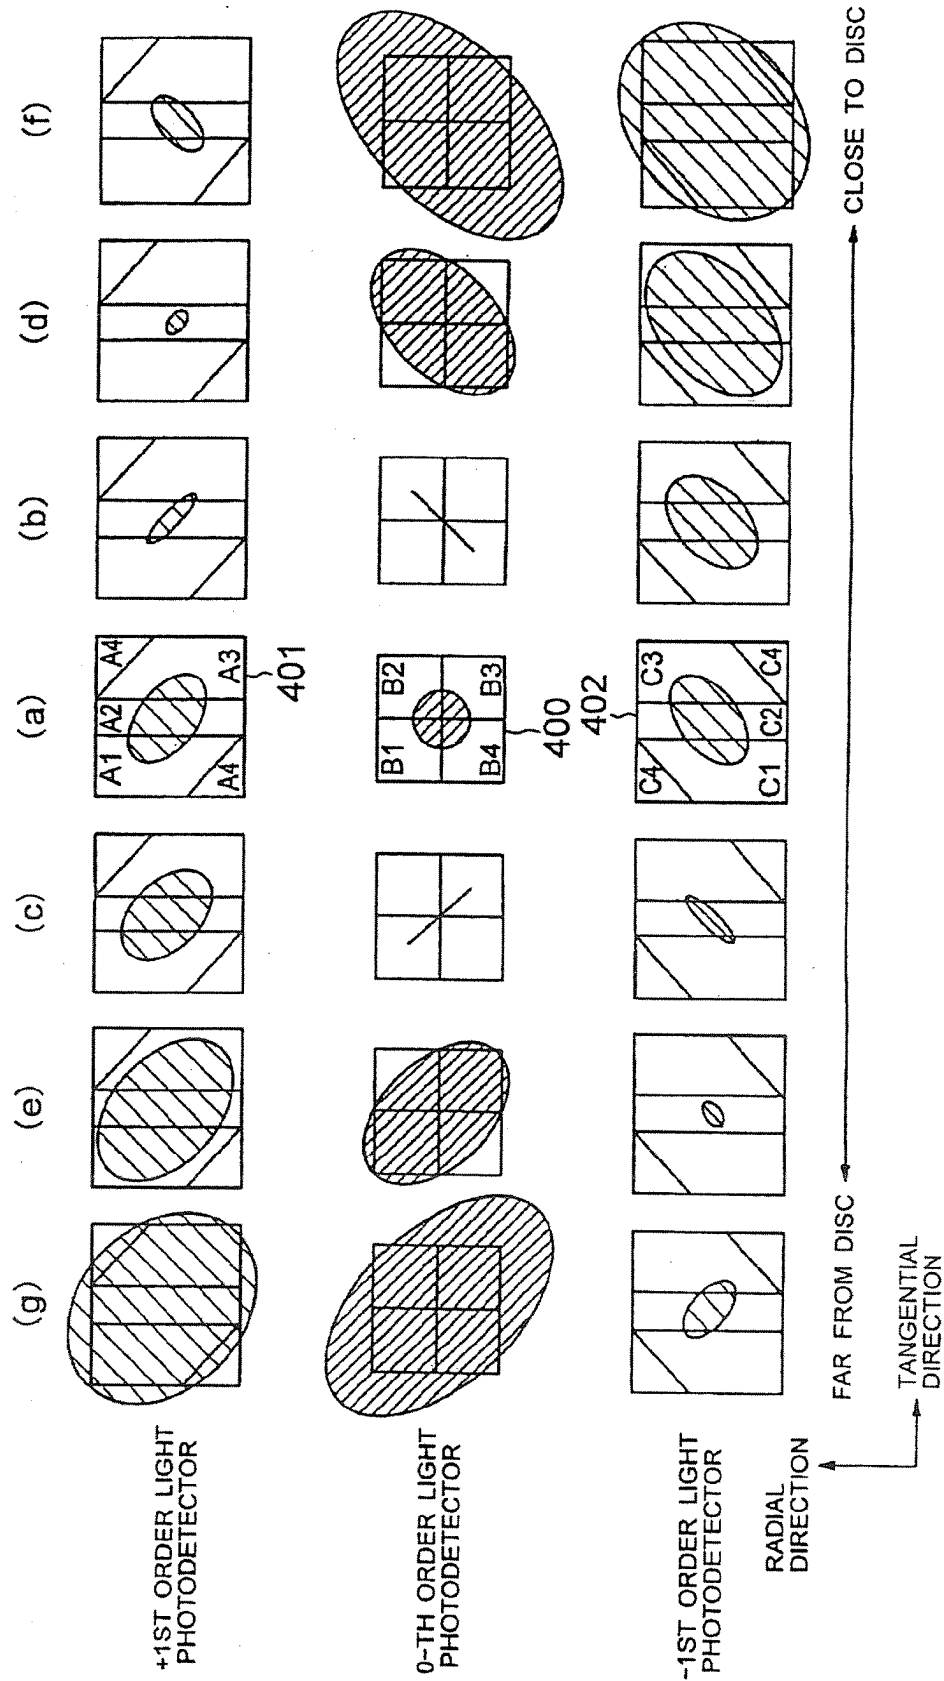 (g) (e) (c) (a) (b) (d) (f)
+1ST ORDER LIGHT
PHOTODETECTOR
A1 A2 A4
A4 A3
401
0-TH ORDER LIGHT
PHOTODETECTOR
B1 B2
B4 B3
400
402
-1ST ORDER LIGHT
PHOTODETECTOR
C4 C3
C1 C2 C4
FAR FROM DISC
CLOSE TO DISC
RADIAL
DIRECTION
TANGENTIAL
DIRECTION